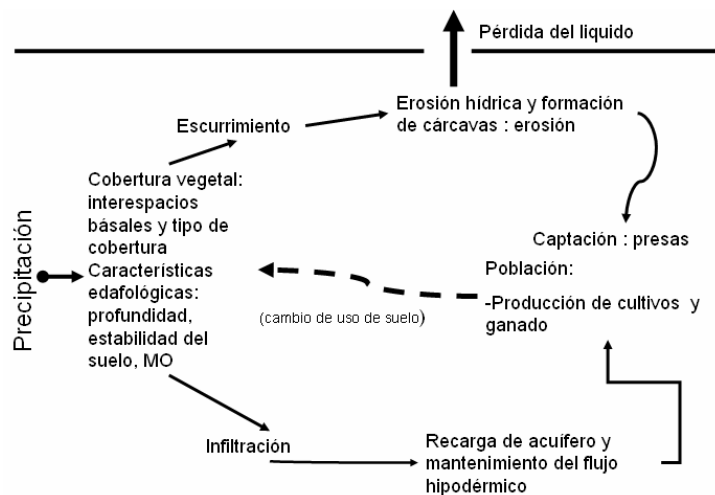 Pérdida del liquido
Erosión hídrica y formación
de cárcavas : erosión
Escurrimiento
Cobertura vegetal:
interespacios
básales y tipo de
cobertura
Características
edafológicas:
profundidad,
estabilidad del
suelo, MO
Precipitación
Captación : presas
Población:
-Producción de cultivos y
ganado
(cambio de uso de suelo)
Infiltración
Recarga de acuífero y
mantenimiento del flujo
hipodérmico